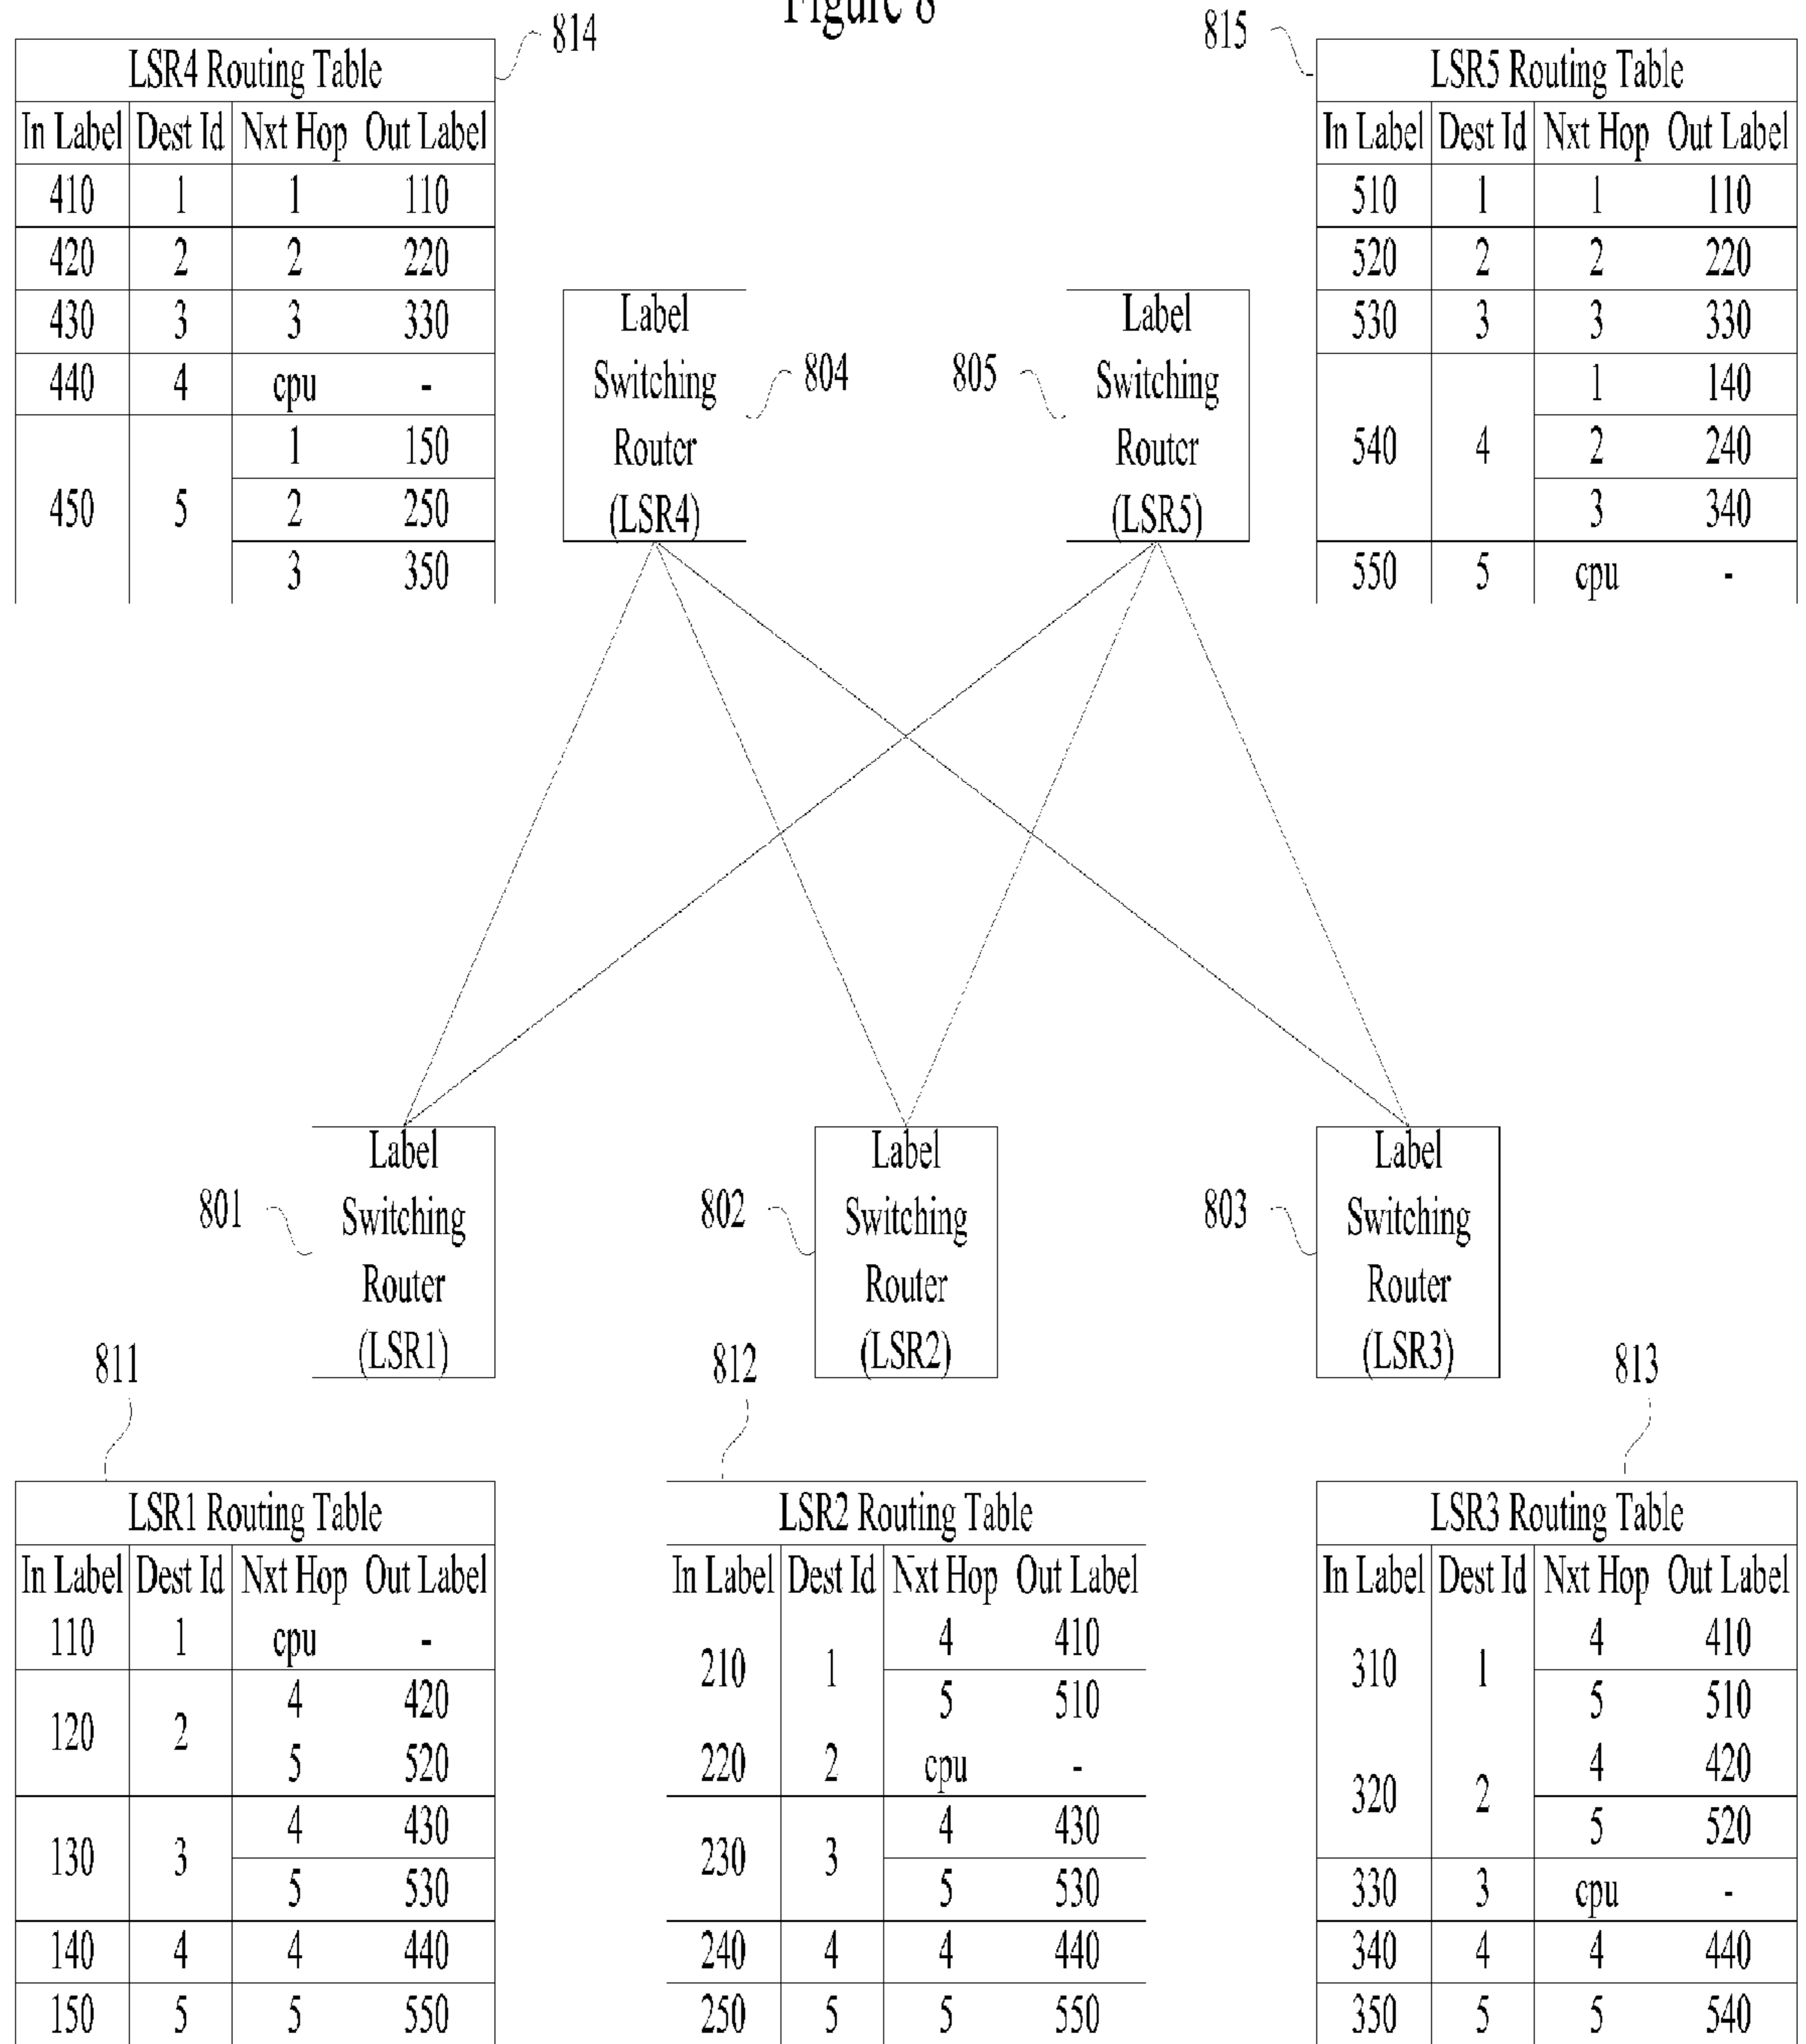 Figure 8
814
LSR4 Routing Table
In Label Dest Id Nxt Hop Out Label
410 1 1 110
420 2 2 220
430 3 3 330
440 4 cpu -
450 5 1 150
2 250
3 350
815
LSR5 Routing Table
In Label Dest Id Nxt Hop Out Label
510 1 1 110
520 2 2 220
530 3 3 330
540 4 1 140
2 240
3 340
550 5 cpu -
Label
Switching
Router
(LSR4)
804
805
Label
Switching
Router
(LSR5)
801
Label
Switching
Router
(LSR1)
802
Label
Switching
Router
(LSR2)
803
Label
Switching
Router
(LSR3)
811
LSR1 Routing Table
In Label Dest Id Nxt Hop Out Label
110 1 cpu -
120 2 4 420
5 520
130 3 4 430
5 530
140 4 4 440
150 5 5 550
812
LSR2 Routing Table
In Label Dest Id Nxt Hop Out Label
210 1 4 410
5 510
220 2 cpu -
230 3 4 430
5 530
240 4 4 440
250 5 5 550
813
LSR3 Routing Table
In Label Dest Id Nxt Hop Out Label
310 1 4 410
5 510
320 2 4 420
5 520
330 3 cpu -
340 4 4 440
350 5 5 540